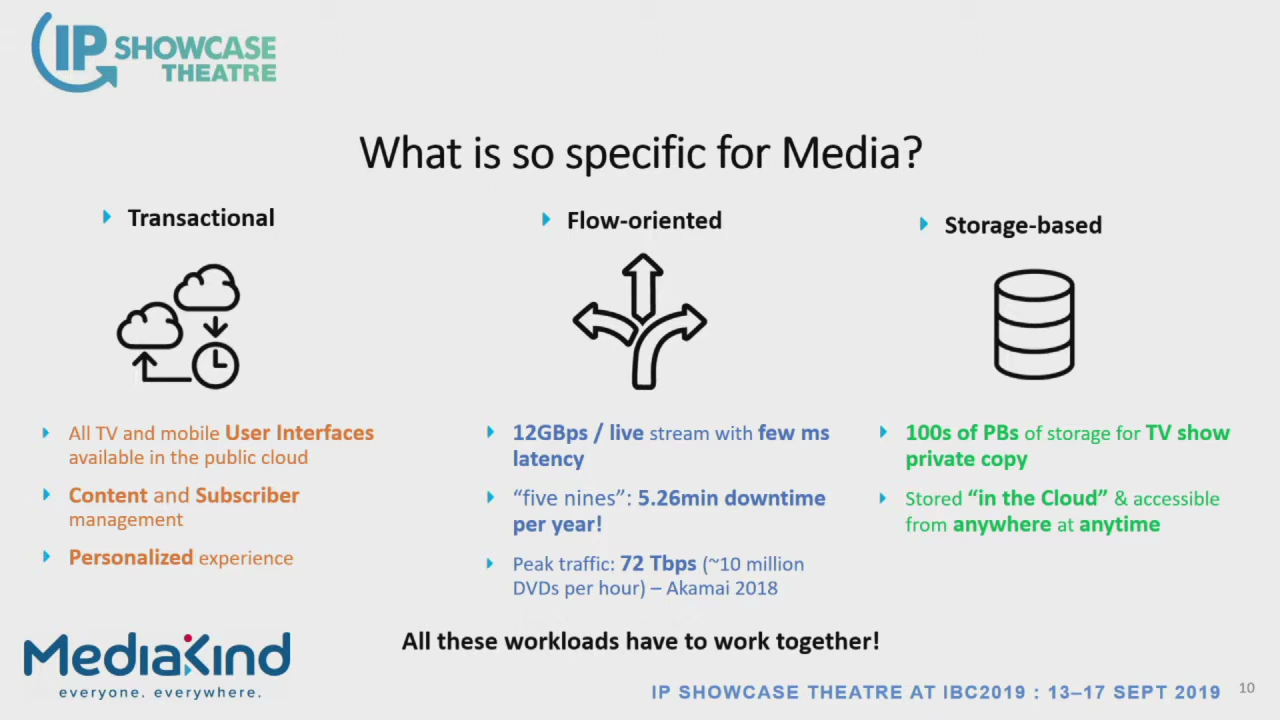 IP SHOWCASE
THEATRE
What is so specific for Media?
Transactional
All TV and mobile User Interfaces
available in the public cloud
Content and Subscriber
management
Personalized experience
Flow-oriented
12GBps / live stream with few ms
latency
“five nines”: 5.26min downtime
per year!
Peak traffic: 72 Tbps (~10 million
DVDs per hour) – Akamai 2018
Storage-based
100s of PBs of storage for TV show
private copy
Stored “in the Cloud” & accessible
from anywhere at anytime
All these workloads have to work together!
MediaKind
everyone. everywhere.
IP SHOWCASE THEATRE AT IBC2019 : 13–17 SEPT 2019
10